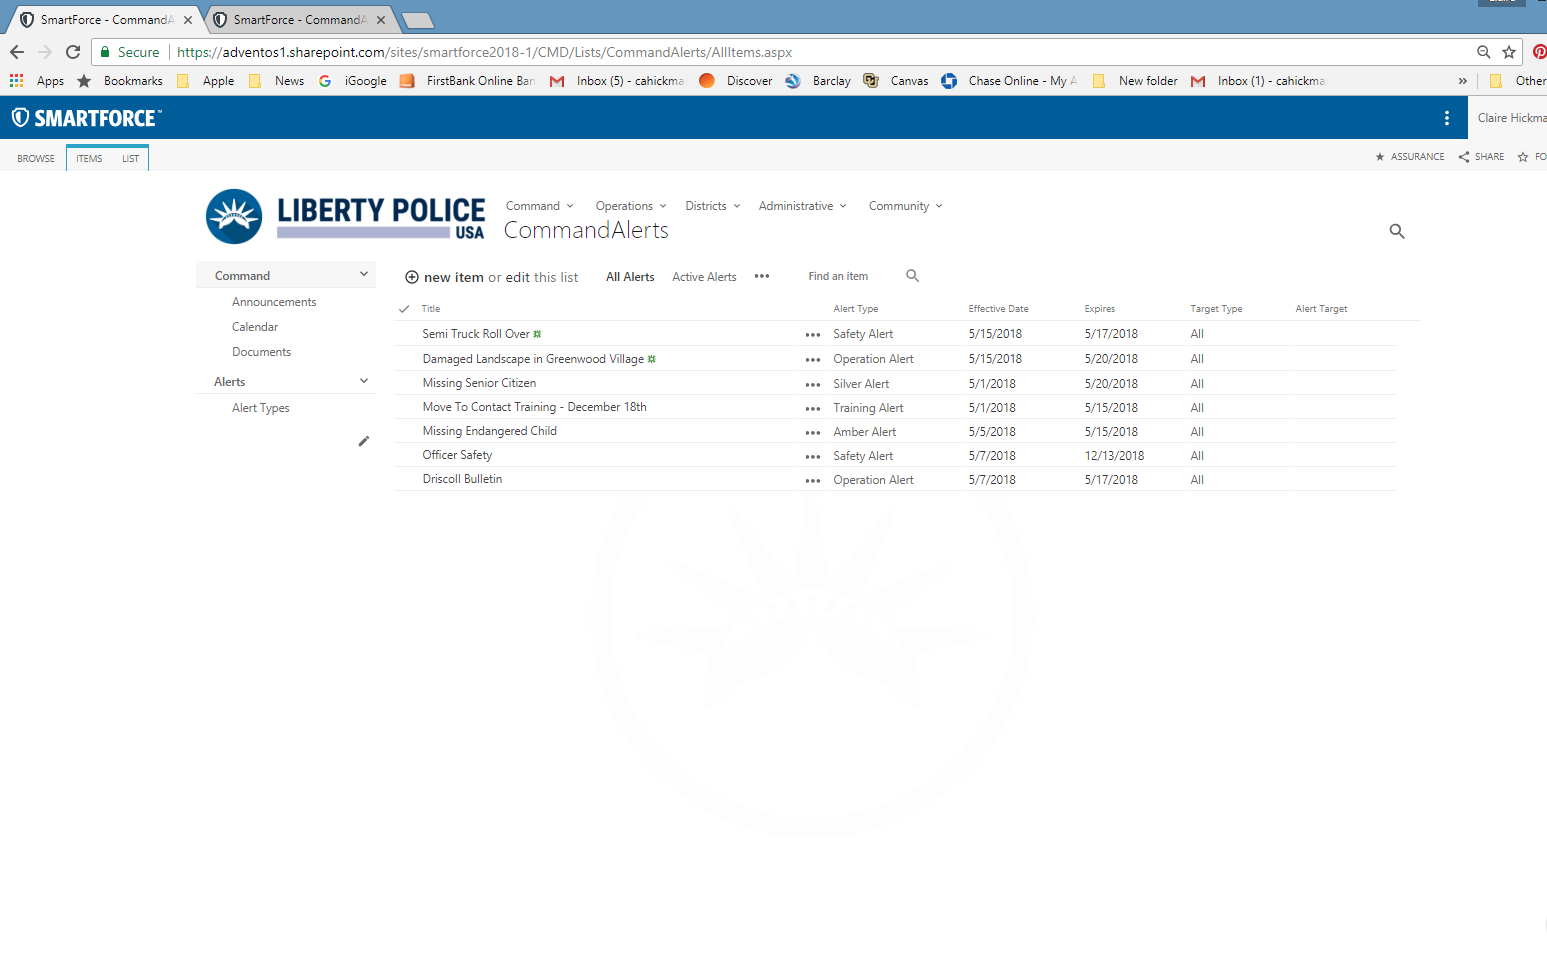 SmartForce - CommandA SmartForce - CommandA
Secure https://adventos1.sharepoint.com/sites/smartforce2018-1/CMD/Lists/CommandAlerts/AllItems.aspx
Apps Bookmarks Apple News iGoogle FirstBank Online Ban Inbox (5) - cahickma Discover Barclay Canvas Chase Online - My A New folder Inbox (1) - cahickma » Other
SMARTFORCE™ Claire Hickma
BROWSE ITEMS LIST ASSURANCE SHARE FO
LIBERTY POLICE USA
Command Operations Districts Administrative Community
CommandAlerts
Command
Announcements
Calendar
Documents
Alerts
Alert Types
new item or edit this list All Alerts Active Alerts ••• Find an item
Title Alert Type Effective Date Expires Target Type Alert Target
Semi Truck Roll Over ••• Safety Alert 5/15/2018 5/17/2018 All
Damaged Landscape in Greenwood Village ••• Operation Alert 5/15/2018 5/20/2018 All
Missing Senior Citizen ••• Silver Alert 5/1/2018 5/20/2018 All
Move To Contact Training - December 18th ••• Training Alert 5/1/2018 5/15/2018 All
Missing Endangered Child ••• Amber Alert 5/5/2018 5/15/2018 All
Officer Safety ••• Safety Alert 5/7/2018 12/13/2018 All
Driscoll Bulletin ••• Operation Alert 5/7/2018 5/17/2018 All